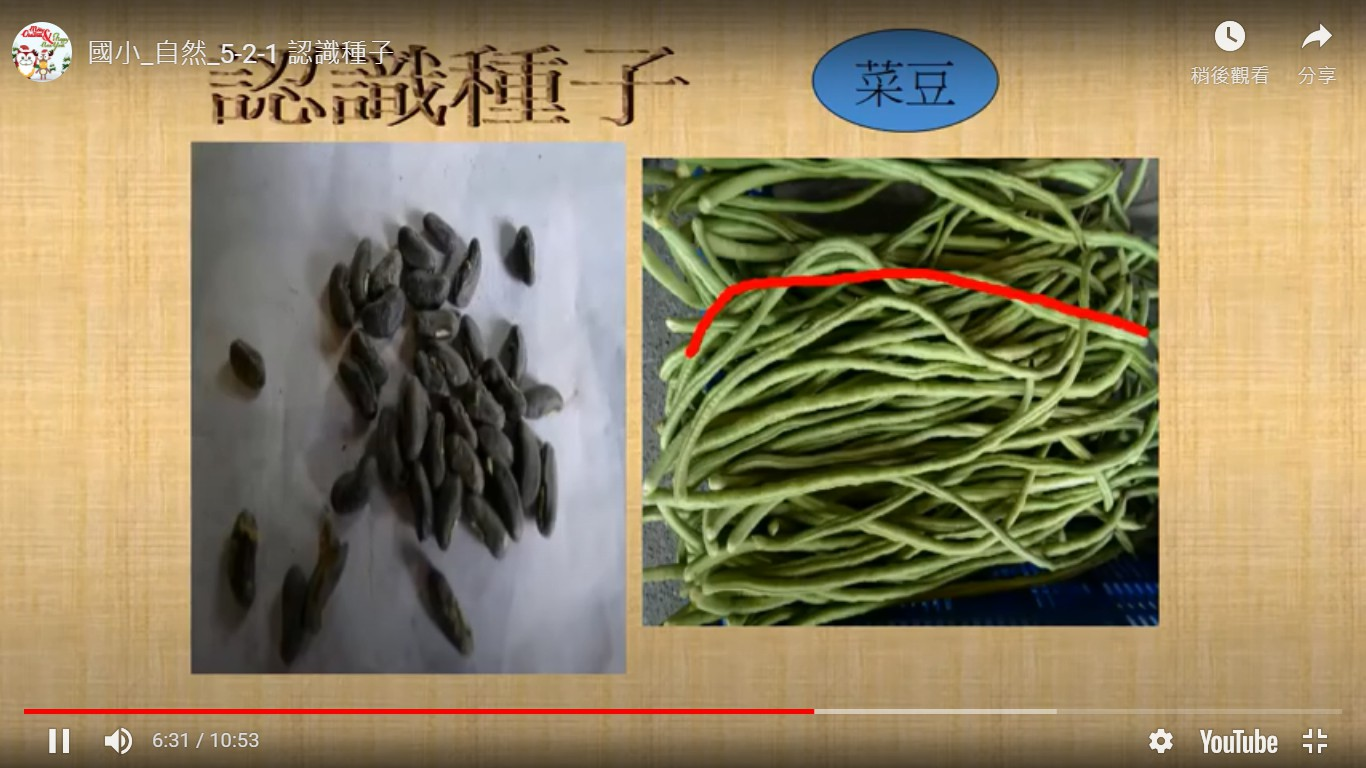 國小_自然_5-2-1 認識種子
稍後觀看
分享
認識種子
菜豆
6:31 / 10:53
YouTube